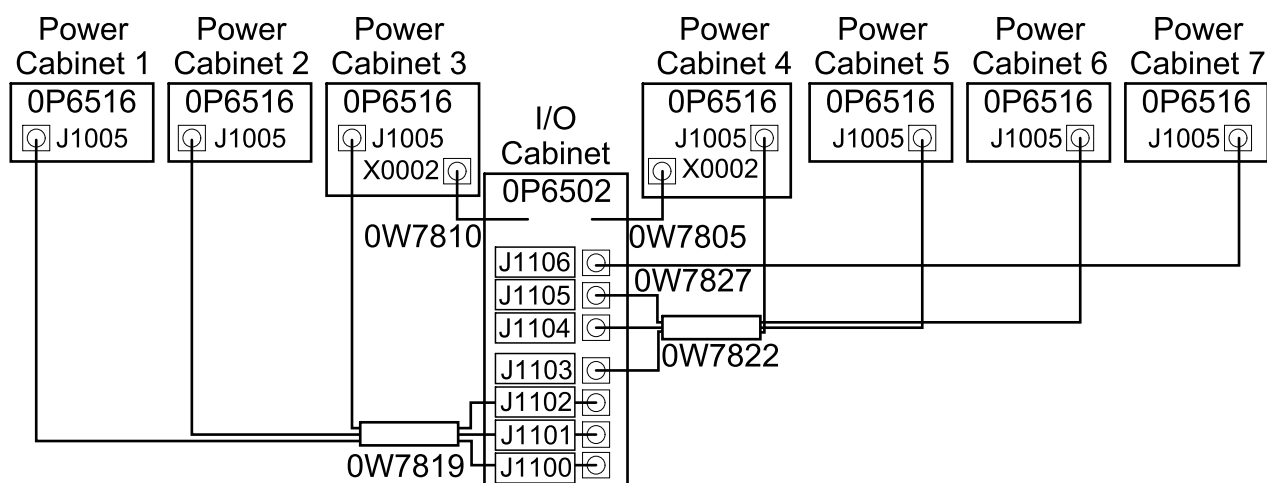 Power
Cabinet 1
Power
Cabinet 2
Power
Cabinet 3
Power
Cabinet 4
Power
Cabinet 5
Power
Cabinet 6
Power
Cabinet 7
0P6516
J1005
0P6516
J1005
0P6516
J1005
X0002
0P6516
J1005
X0002
0P6516
J1005
0P6516
J1005
0P6516
J1005
I/O
Cabinet
0P6502
0W7810
0W7805
J1106
0W7827
J1105
J1104
0W7822
J1103
J1102
J1101
J1100
0W7819